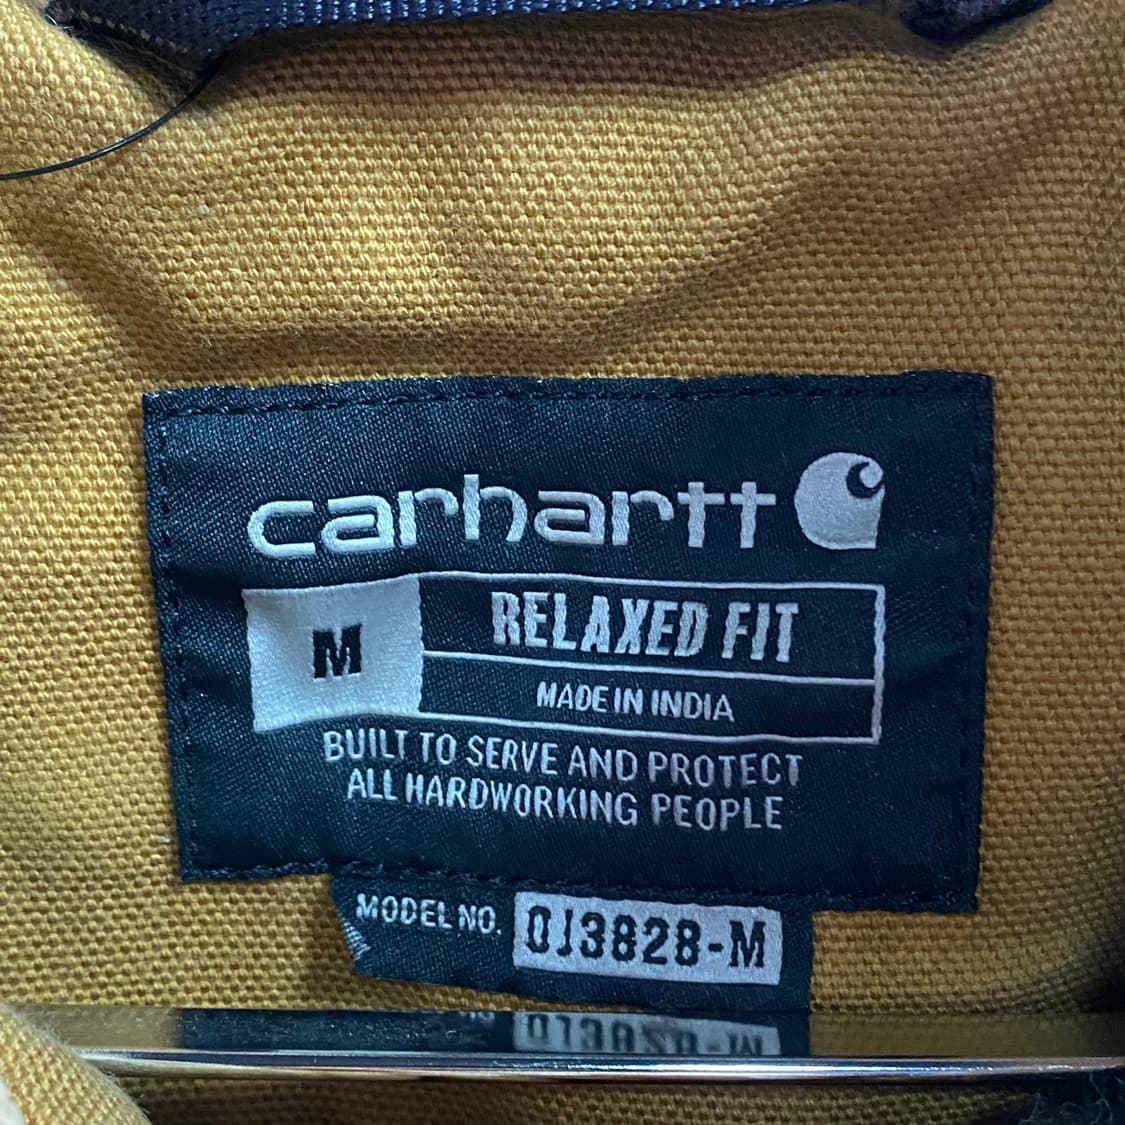 carhartt
M
RELAXED FIT
MADE IN INDIA
BUILT TO SERVE AND PROTECT
ALL HARDWORKING PEOPLE
MODEL NO. OJ3828-M